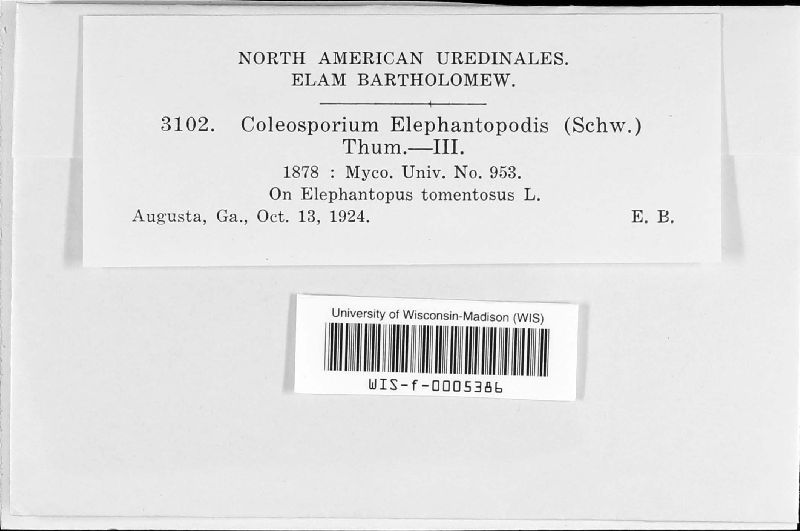 NORTH AMERICAN UREDINALES.
ELAM BARTHOLOMEW.
3102. Coleosporium Elephantopodis (Schw.)
Thum.—III.
1878 : Myco. Univ. No. 953.
On Elephantopus tomentosus L.
Augusta, Ga., Oct. 13, 1924. E. B.
University of Wisconsin-Madison (WIS)
WIS-f-0005386